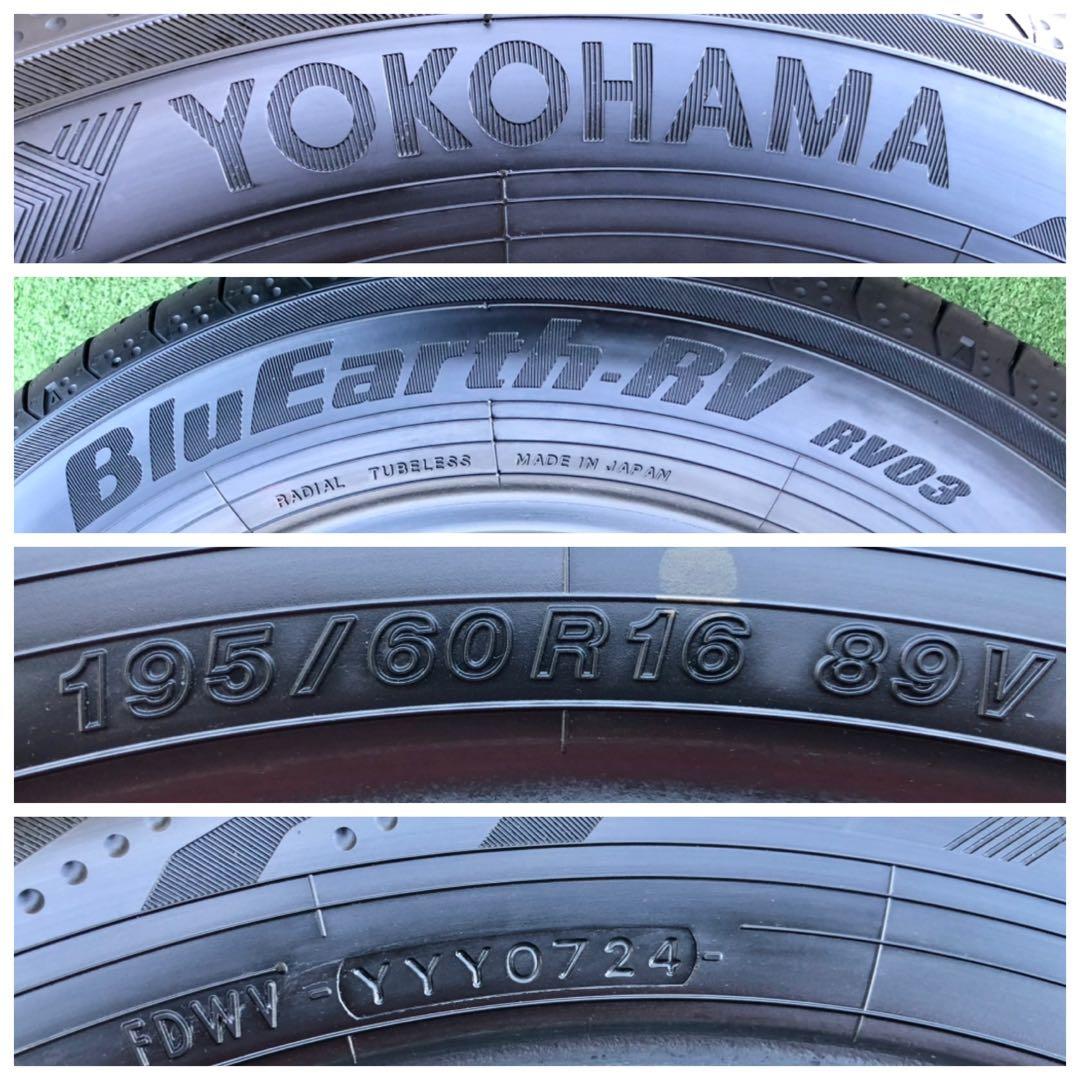 YOKOHAMA
BluEarth-RV RV03
RADIAL TUBELESS MADE IN JAPAN
195/60R16 89V
FDWV -YYY0724-